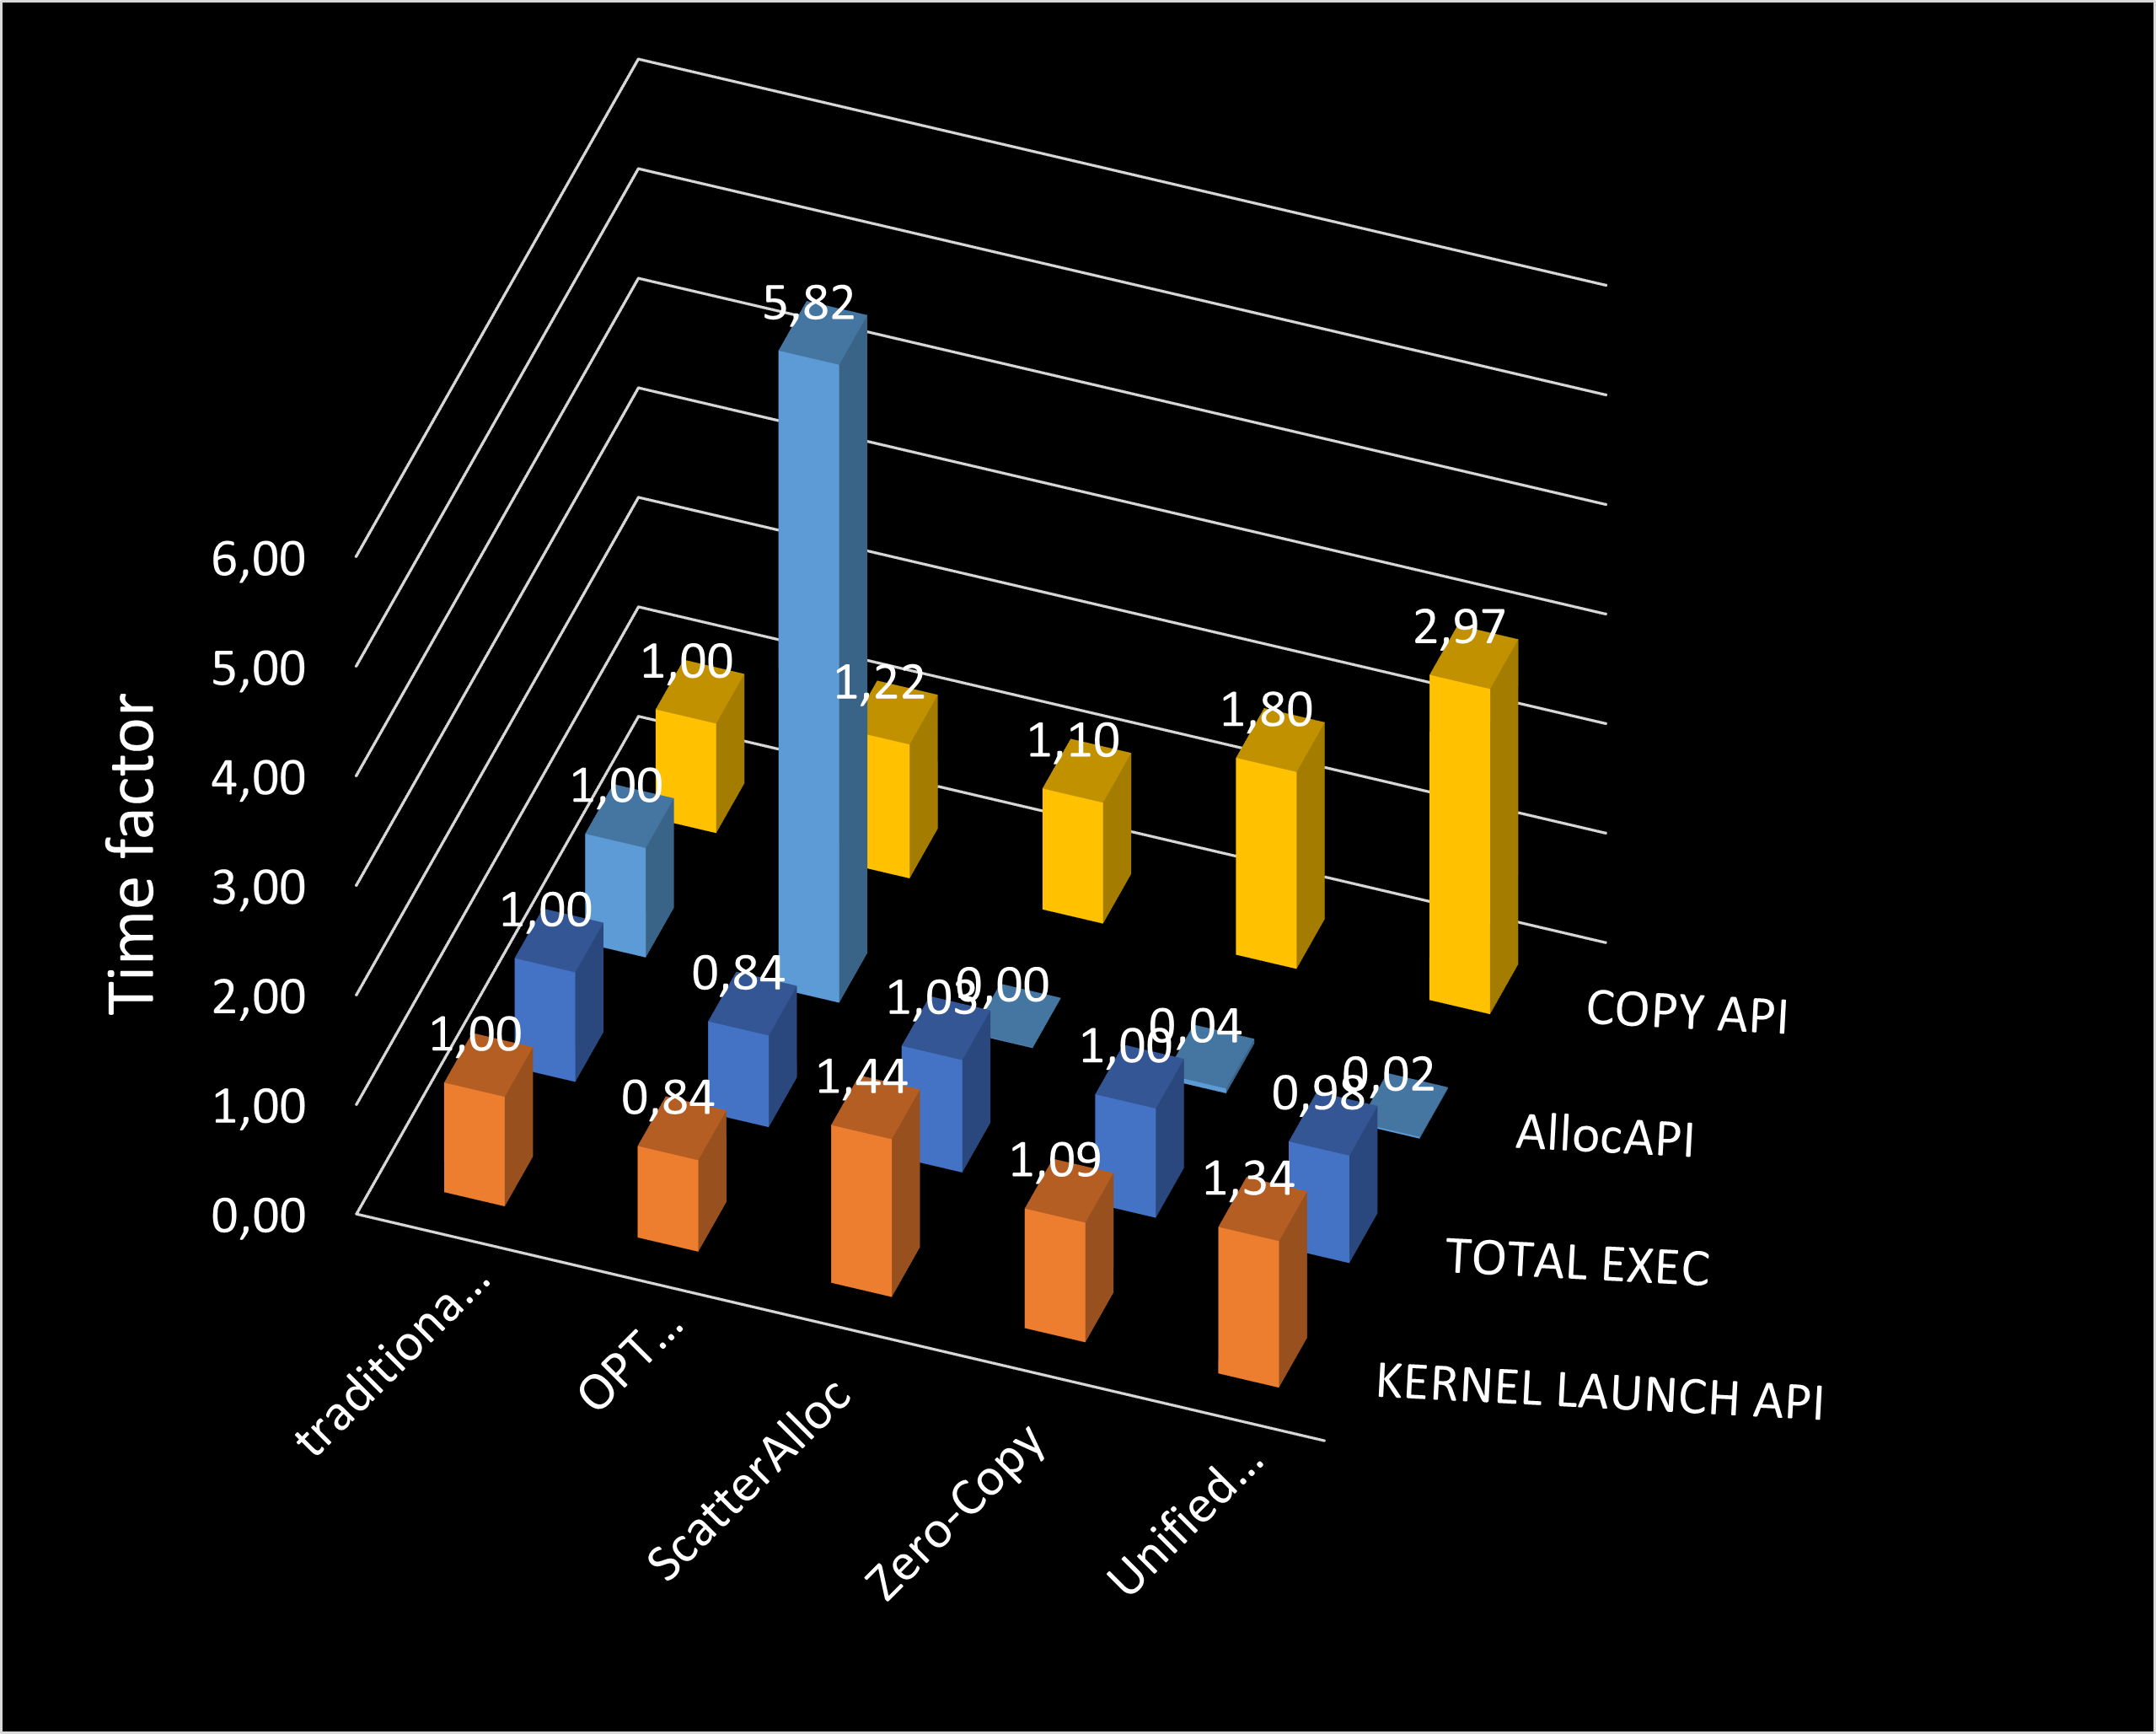 5,82
2,97
1,00
1,22
1,80
1,10
1,00
1,00
0,84
1,03
0,00
1,00
0,84
1,44
1,00
0,04
0,98
0,02
1,09
1,34
6,00
5,00
4,00
3,00
2,00
1,00
0,00
Time factor
COPY API
AllocAPI
TOTAL EXEC
KERNEL LAUNCH API
traditiona...
OPT...
ScatterAlloc
Zero-Copy
Unified...